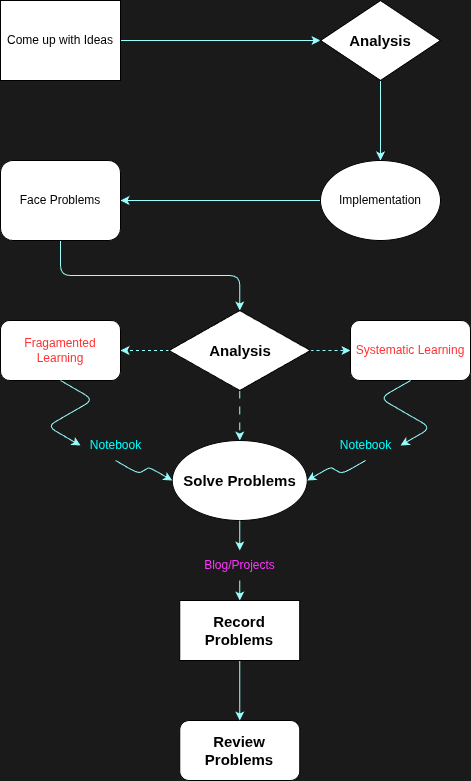 Come up with Ideas
Analysis
Face Problems
Implementation
Fragamented
Learning
Analysis
Systematic Learning
Notebook
Notebook
Solve Problems
Blog/Projects
Record
Problems
Review
Problems